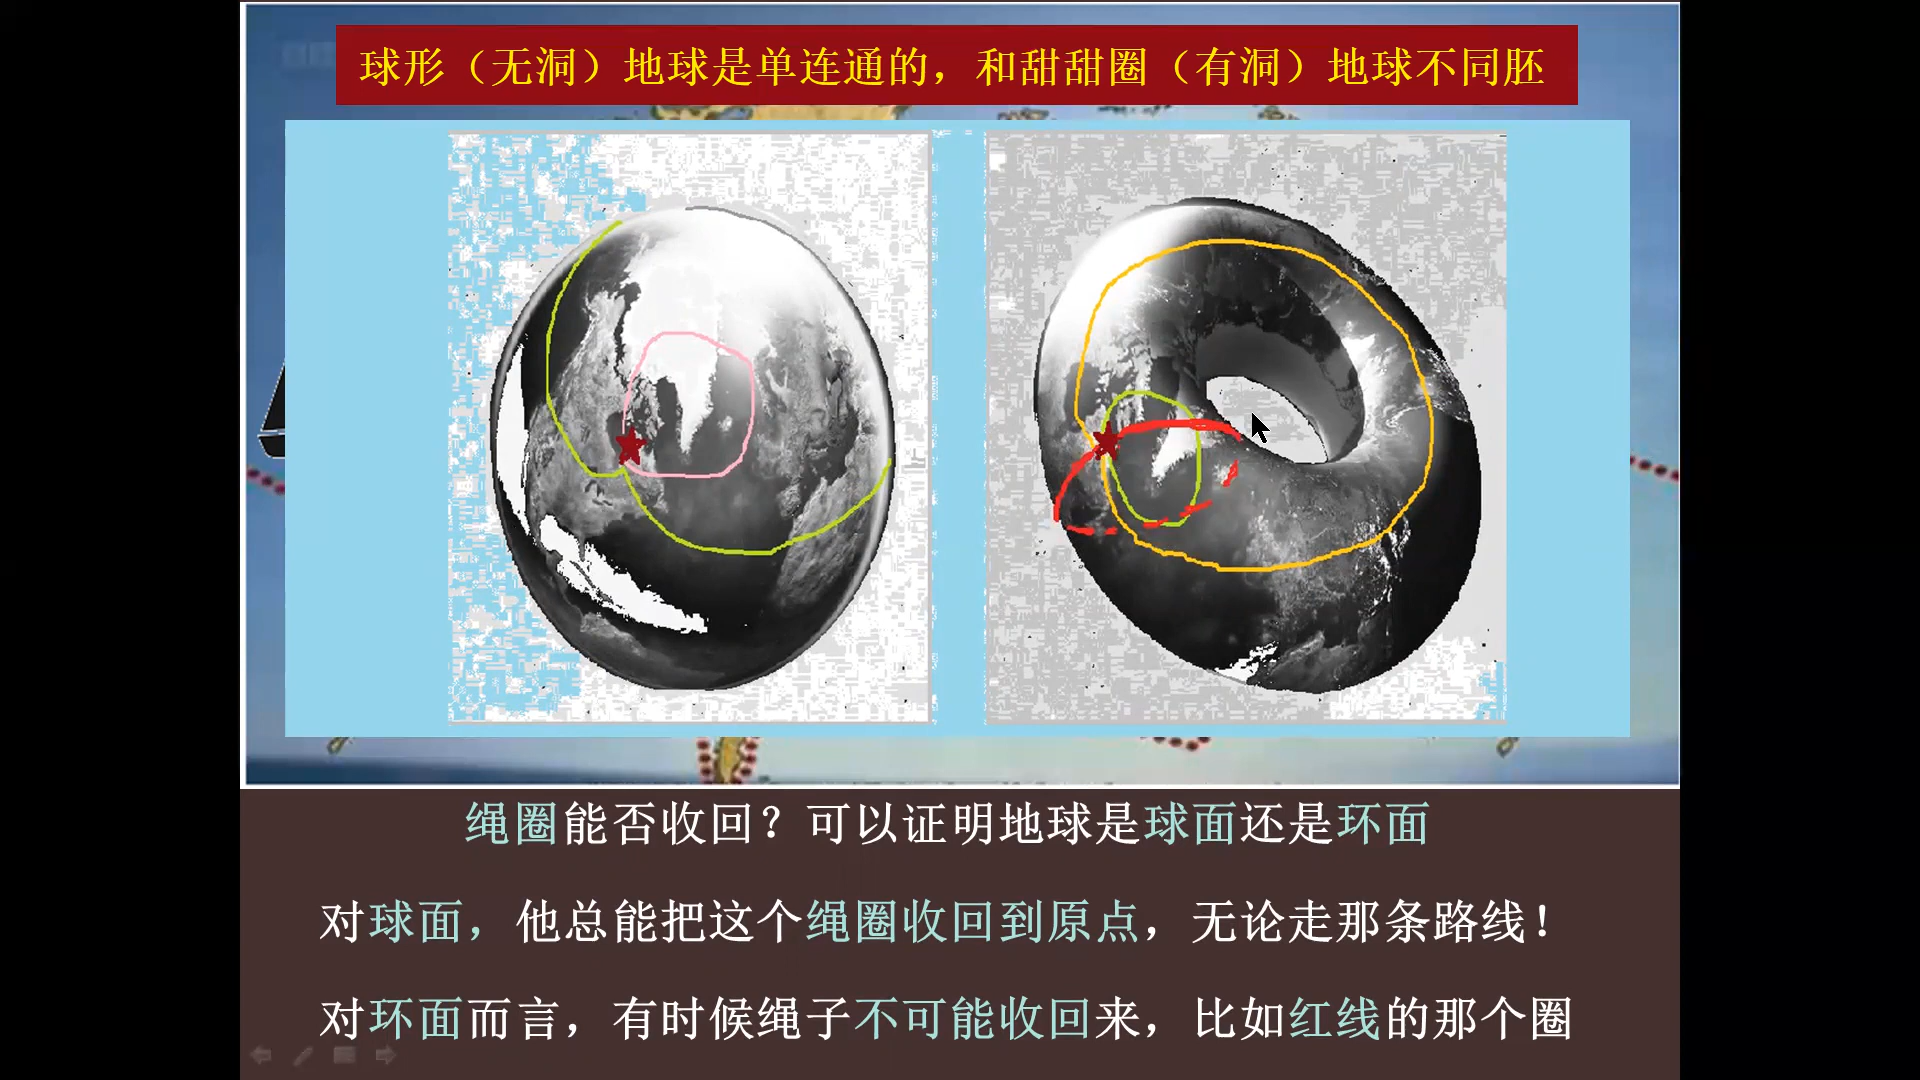 球形（无洞）地球是单连通的，和甜甜圈（有洞）地球不同胚
绳圈能否收回？可以证明地球是球面还是环面
对球面，他总能把这个绳圈收回到原点，无论走那条路线！
对环面而言，有时候绳子不可能收回来，比如红线的那个圈